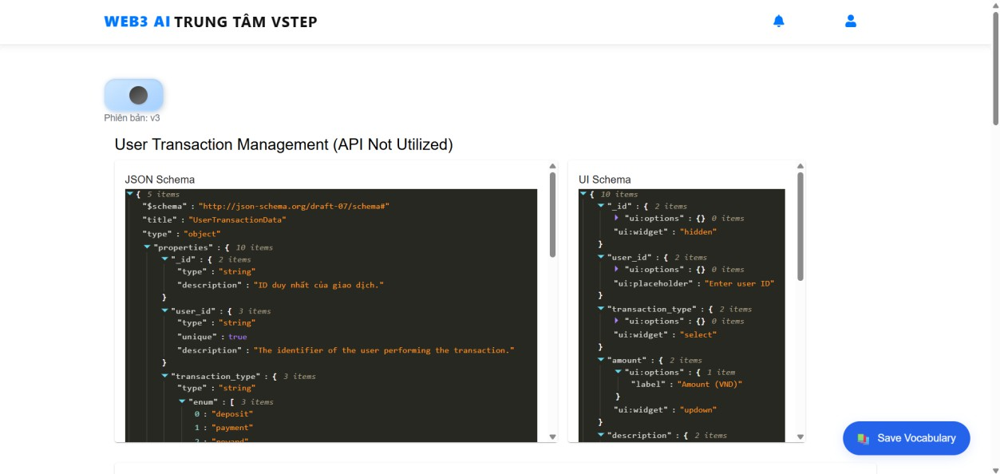 WEB3 AI TRUNG TÂM VSTEP
Phiên bản: v3
User Transaction Management (API Not Utilized)
JSON Schema
{ 5 items
"$schema" : "http://json-schema.org/draft-07/schema#"
"title" : "UserTransactionData"
"type" : "object"
"properties" : { 10 items
"_id" : { 2 items
"type" : "string"
"description" : "ID duy nhất của giao dịch."
}
"user_id" : { 3 items
"type" : "string"
"unique" : true
"description" : "The identifier of the user performing the transaction."
}
"transaction_type" : { 3 items
"type" : "string"
"enum" : [ 3 items
0 : "deposit"
1 : "payment"
2 : "reward"
UI Schema
{ 10 items
"_id" : { 2 items
"ui:options" : {} 0 items
"ui:widget" : "hidden"
}
"user_id" : { 2 items
"ui:options" : {} 0 items
"ui:placeholder" : "Enter user ID"
}
"transaction_type" : { 2 items
"ui:options" : {} 0 items
"ui:widget" : "select"
}
"amount" : { 2 items
"ui:options" : { 1 item
"label" : "Amount (VND)"
}
"ui:widget" : "updown"
}
"description" : { 2 items
Save Vocabulary